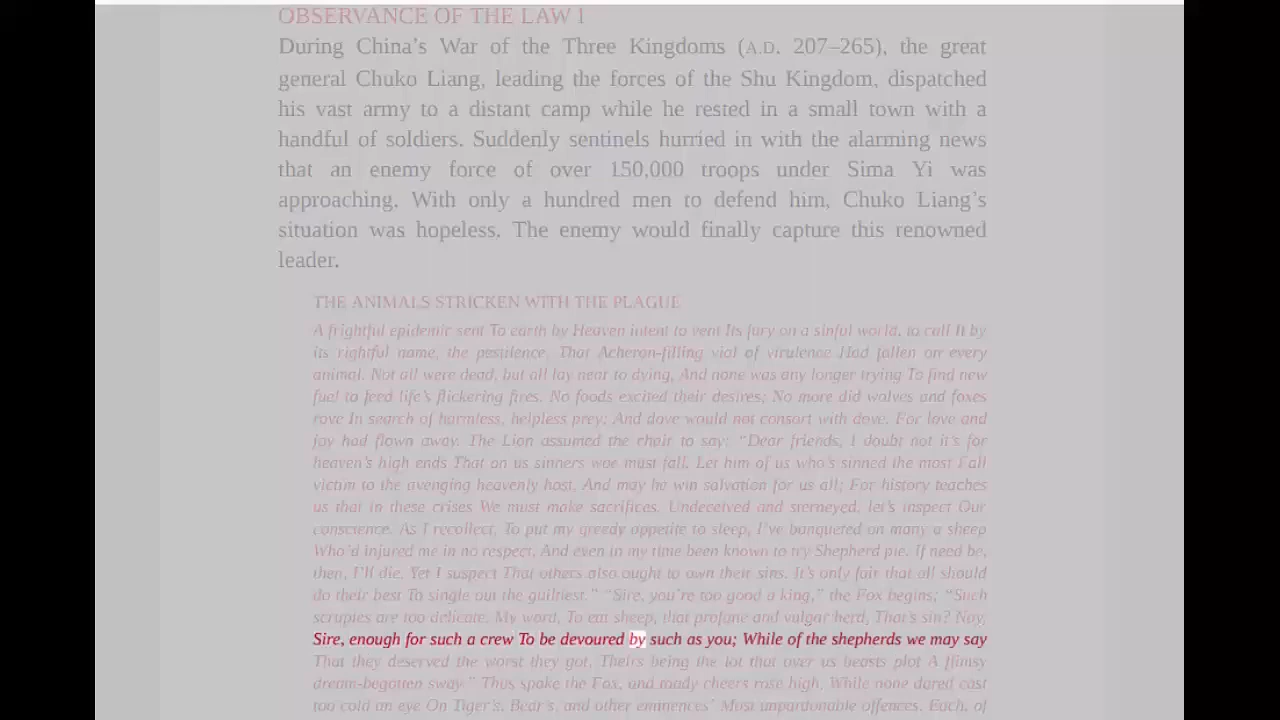 OBSERVANCE OF THE LAW I
During China’s War of the Three Kingdoms (A.D. 207–265), the great
general Chuko Liang, leading the forces of the Shu Kingdom, dispatched
his vast army to a distant camp while he rested in a small town with a
handful of soldiers. Suddenly sentinels hurried in with the alarming news
that an enemy force of over 150,000 troops under Sima Yi was
approaching. With only a hundred men to defend him, Chuko Liang’s
situation was hopeless. The enemy would finally capture this renowned
leader.
THE ANIMALS STRICKEN WITH THE PLAGUE
A frightful epidemic sent To earth by Heaven intent to vent Its fury on a sinful world, to call It by
its rightful name, the pestilence, That Acheron-filling vial of virulence Had fallen on every
animal. Not all were dead, but all lay near to dying, And none was any longer trying To find new
fuel to feed life’s flickering fires. No foods excited their desires; No more did wolves and foxes
rove In search of harmless, helpless prey; And dove would not consort with dove, For love and
joy had flown away. The Lion assumed the chair to say: “Dear friends, I doubt not it’s for
heaven’s high ends That on us sinners woe must fall. Let him of us who’s sinned the most Fall
victim to the avenging heavenly host, And may he win salvation for us all; For history teaches
us that in these crises We must make sacrifices. Undeceived and stern-eyed, let’s inspect Our
conscience. As I recollect, To put my greedy appetite to sleep, I’ve banqueted on many a sheep
Who’d injured me in no respect, And even in my time been known to try Shepherd pie. If need be,
then, I’ll die. Yet I suspect That others also ought to own their sins. It’s only fair that all should
do their best To single out the guiltiest.” “Sire, you’re too good a king,” the Fox begins; “Such
scruples are too delicate. My word, To eat sheep, that profane and vulgar herd, That’s sin? Nay,
Sire, enough for such a crew To be devoured by such as you; While of the shepherds we may say
That they deserved the worst they got, Theirs being the lot that over us beasts plot A flimsy
dream-begotten sway.” Thus spake the Fox, and toady cheers rose high, While none dared cast
too cold an eye On Tiger’s, Bear’s, and other eminences’ Most unpardonable offences. Each, of